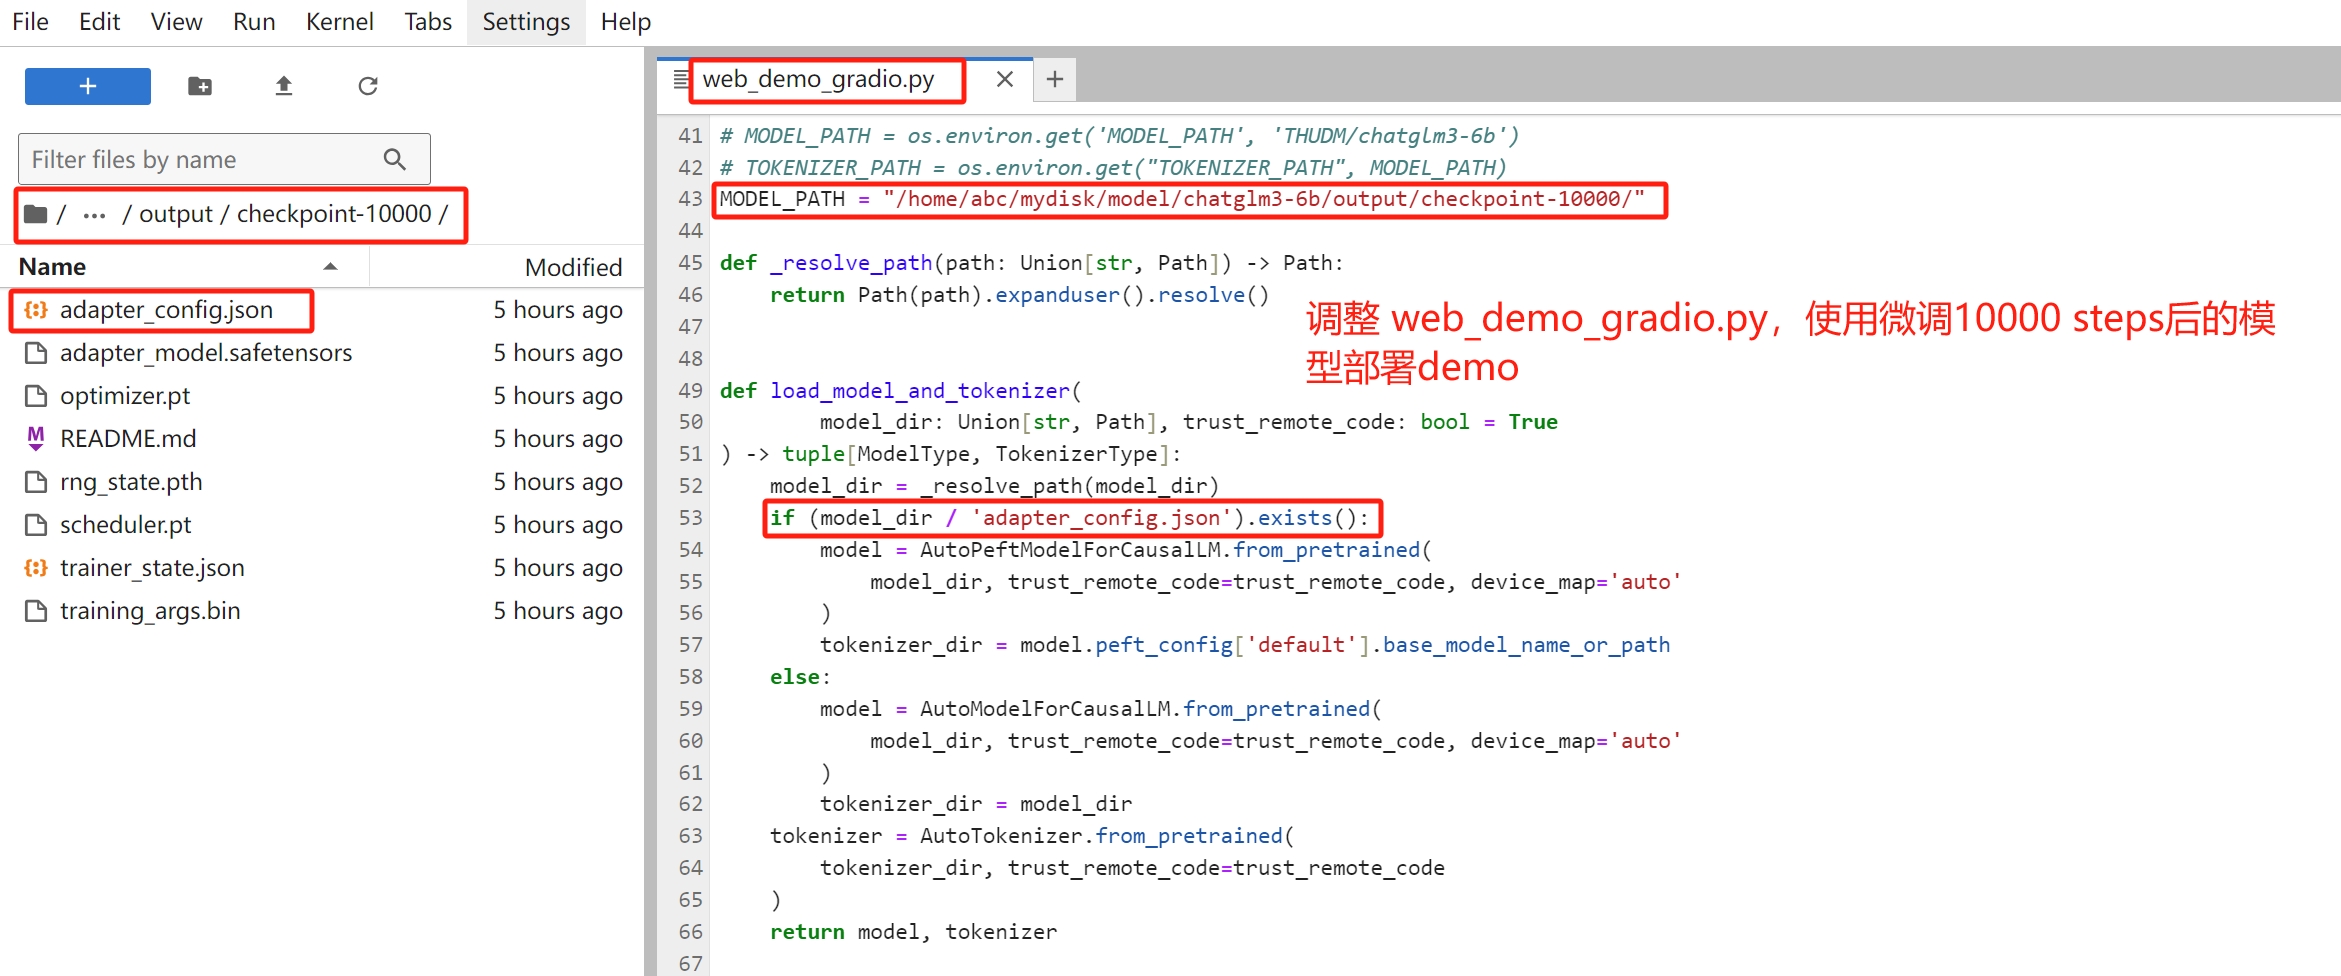 File Edit View Run Kernel Tabs Settings Help
+
Filter files by name
/ ... / output / checkpoint-10000 /
Name Modified
adapter_config.json 5 hours ago
adapter_model.safetensors 5 hours ago
optimizer.pt 5 hours ago
README.md 5 hours ago
rng_state.pth 5 hours ago
scheduler.pt 5 hours ago
trainer_state.json 5 hours ago
training_args.bin 5 hours ago
web_demo_gradio.py × +
41 # MODEL_PATH = os.environ.get('MODEL_PATH', 'THUDM/chatglm3-6b')
42 # TOKENIZER_PATH = os.environ.get("TOKENIZER_PATH", MODEL_PATH)
43 MODEL_PATH = "/home/abc/mydisk/model/chatglm3-6b/output/checkpoint-10000/"
44
45 def _resolve_path(path: Union[str, Path]) -> Path:
46     return Path(path).expanduser().resolve()
47
48
49 def load_model_and_tokenizer(
50         model_dir: Union[str, Path], trust_remote_code: bool = True
51 ) -> tuple[ModelType, TokenizerType]:
52     model_dir = _resolve_path(model_dir)
53     if (model_dir / 'adapter_config.json').exists():
54         model = AutoPeftModelForCausalLM.from_pretrained(
55             model_dir, trust_remote_code=trust_remote_code, device_map='auto'
56         )
57         tokenizer_dir = model.peft_config['default'].base_model_name_or_path
58     else:
59         model = AutoModelForCausalLM.from_pretrained(
60             model_dir, trust_remote_code=trust_remote_code, device_map='auto'
61         )
62         tokenizer_dir = model_dir
63     tokenizer = AutoTokenizer.from_pretrained(
64         tokenizer_dir, trust_remote_code=trust_remote_code
65     )
66     return model, tokenizer
67
调整 web_demo_gradio.py，使用微调10000 steps后的模
型部署demo